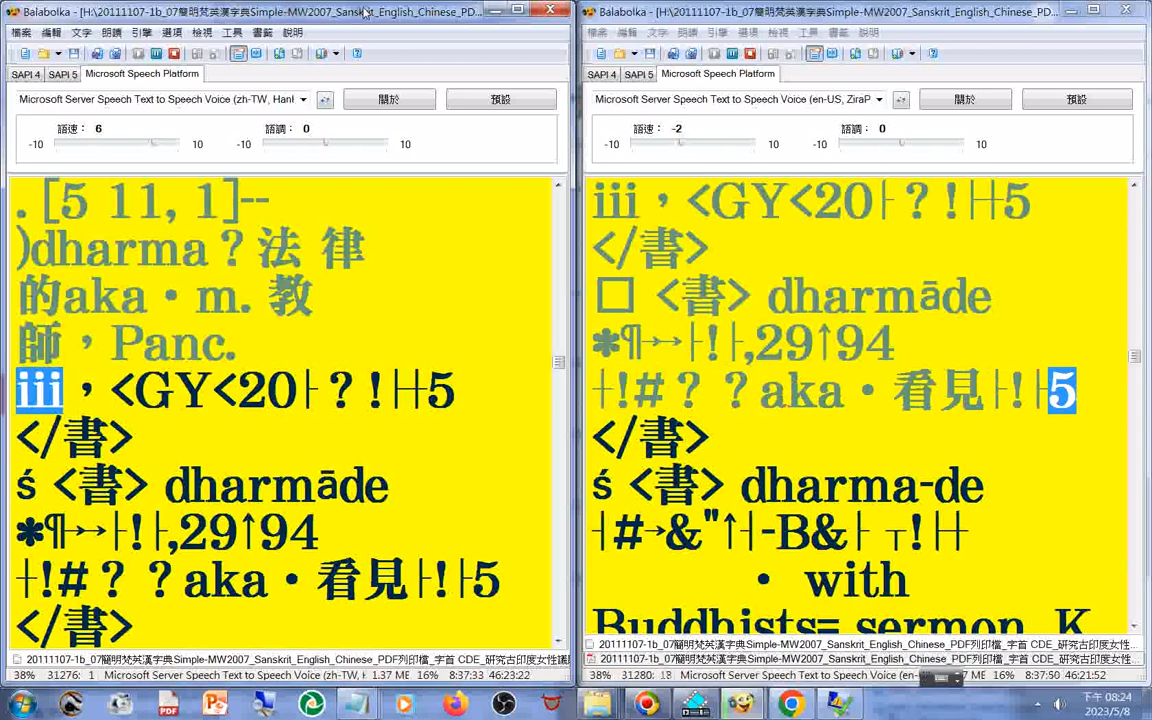 Balabolka - [H:\20111107-1b_07簡明梵英漢字典Simple-MW2007_Sanskrit_English_Chinese_PD...
檔案 編輯 文字 朗讀 引擎 選項 檢視 工具 書籤 說明
SAPI 4 SAPI 5 Microsoft Speech Platform
Microsoft Server Speech Text to Speech Voice (zh-TW, Hanl
關於 預設
語速： 6 語調： 0
-10 10 -10 10
. [5 11, 1]--
)dharma？法 律
的aka‧m. 教
師，Panc.
iii，<GY<20├？!├┼5
</書>
ś <書> dharmāde
✱¶→→├!├,29↑94
┼!#？？aka‧看見├!├5
</書>
20111107-1b_07簡明梵英漢字典Simple-MW2007_Sanskrit_English_Chinese_PDF列印檔_字首 CDE_研究古印度女性議
38% 31276: 1 Microsoft Server Speech Text to Speech Voice (zh-TW, H 1.37 MB 16% 8:37:33 46:23:22
Balabolka - [H:\20111107-1b_07簡明梵英漢字典Simple-MW2007_Sanskrit_English_Chinese_PD...
檔案 編輯 文字 朗讀 引擎 選項 檢視 工具 書籤 說明
SAPI 4 SAPI 5 Microsoft Speech Platform
Microsoft Server Speech Text to Speech Voice (en-US, ZiraP
關於 預設
語速： -2 語調： 0
-10 10 -10 10
iii，<GY<20├？!├┼5
</書>
□ <書> dharmāde
✱¶→→├!├,29↑94
┼!#？？aka‧看見├!├5
</書>
ś <書> dharma-de
┤#→&"↑┤-B&├ ┬!├┼
‧ with
Buddhists= sermon, K
20111107-1b_07簡明梵英漢字典Simple-MW2007_Sanskrit_English_Chinese_PDF列印檔_字首 CDE_研究古印度女性
20111107-1b_07簡明梵英漢字典Simple-MW2007_Sanskrit_English_Chinese_PDF列印檔_字首 CDE_研究古印度女性...
38% 31280: 18 Microsoft Server Speech Text to Speech Voice (en-US MB 16% 8:37:50 46:21:52
下午 08:24
2023/5/8